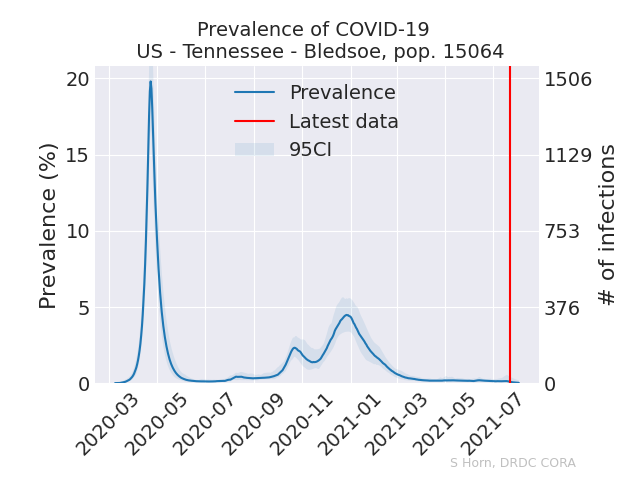 Prevalence of COVID-19
US - Tennessee - Bledsoe, pop. 15064
Prevalence
Latest data
95CI
Prevalence (%)
20
15
10
5
0
# of infections
1506
1129
753
376
0
2020-03
2020-05
2020-07
2020-09
2020-11
2021-01
2021-03
2021-05
2021-07
S Horn, DRDC CORA